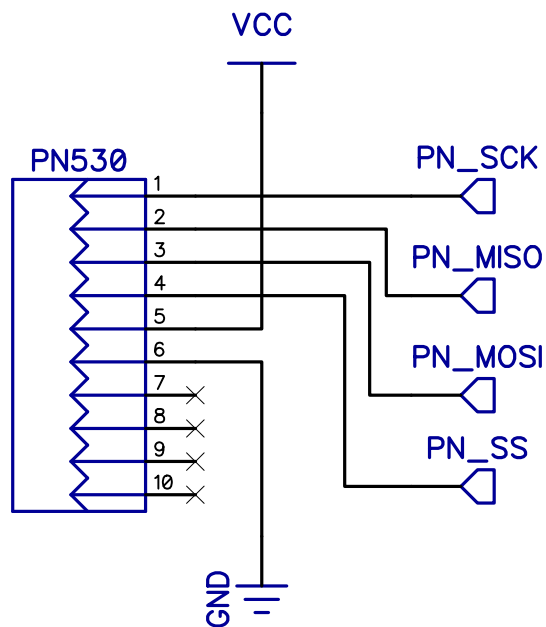 VCC
PN530
PN_SCK
1
2
3
PN_MISO
4
5
6
PN_MOSI
7
8
9
PN_SS
10
GND